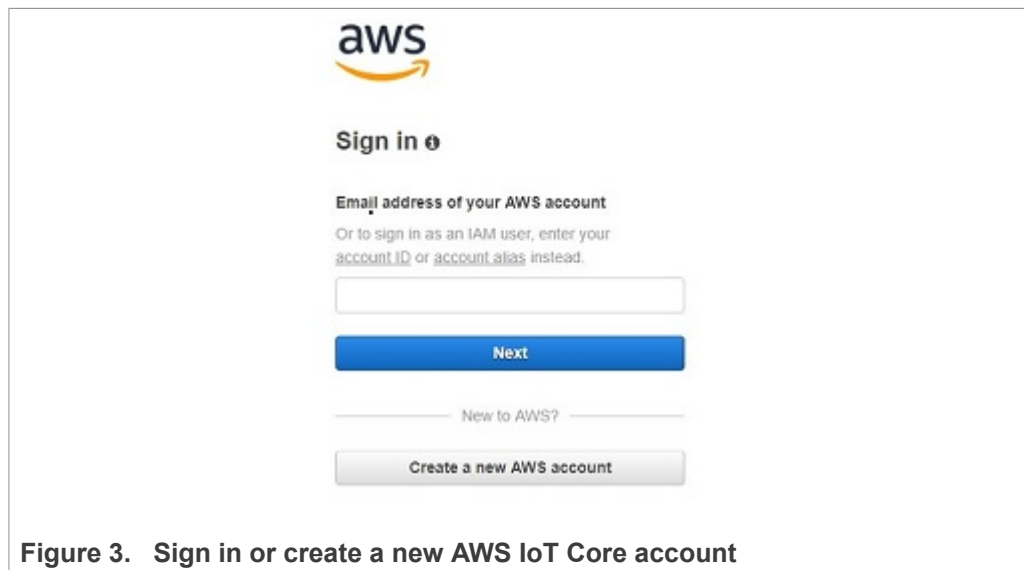 aws
Sign in
Email address of your AWS account
Or to sign in as an IAM user, enter your
account ID or account alias instead.
Next
New to AWS?
Create a new AWS account
Figure 3. Sign in or create a new AWS IoT Core account